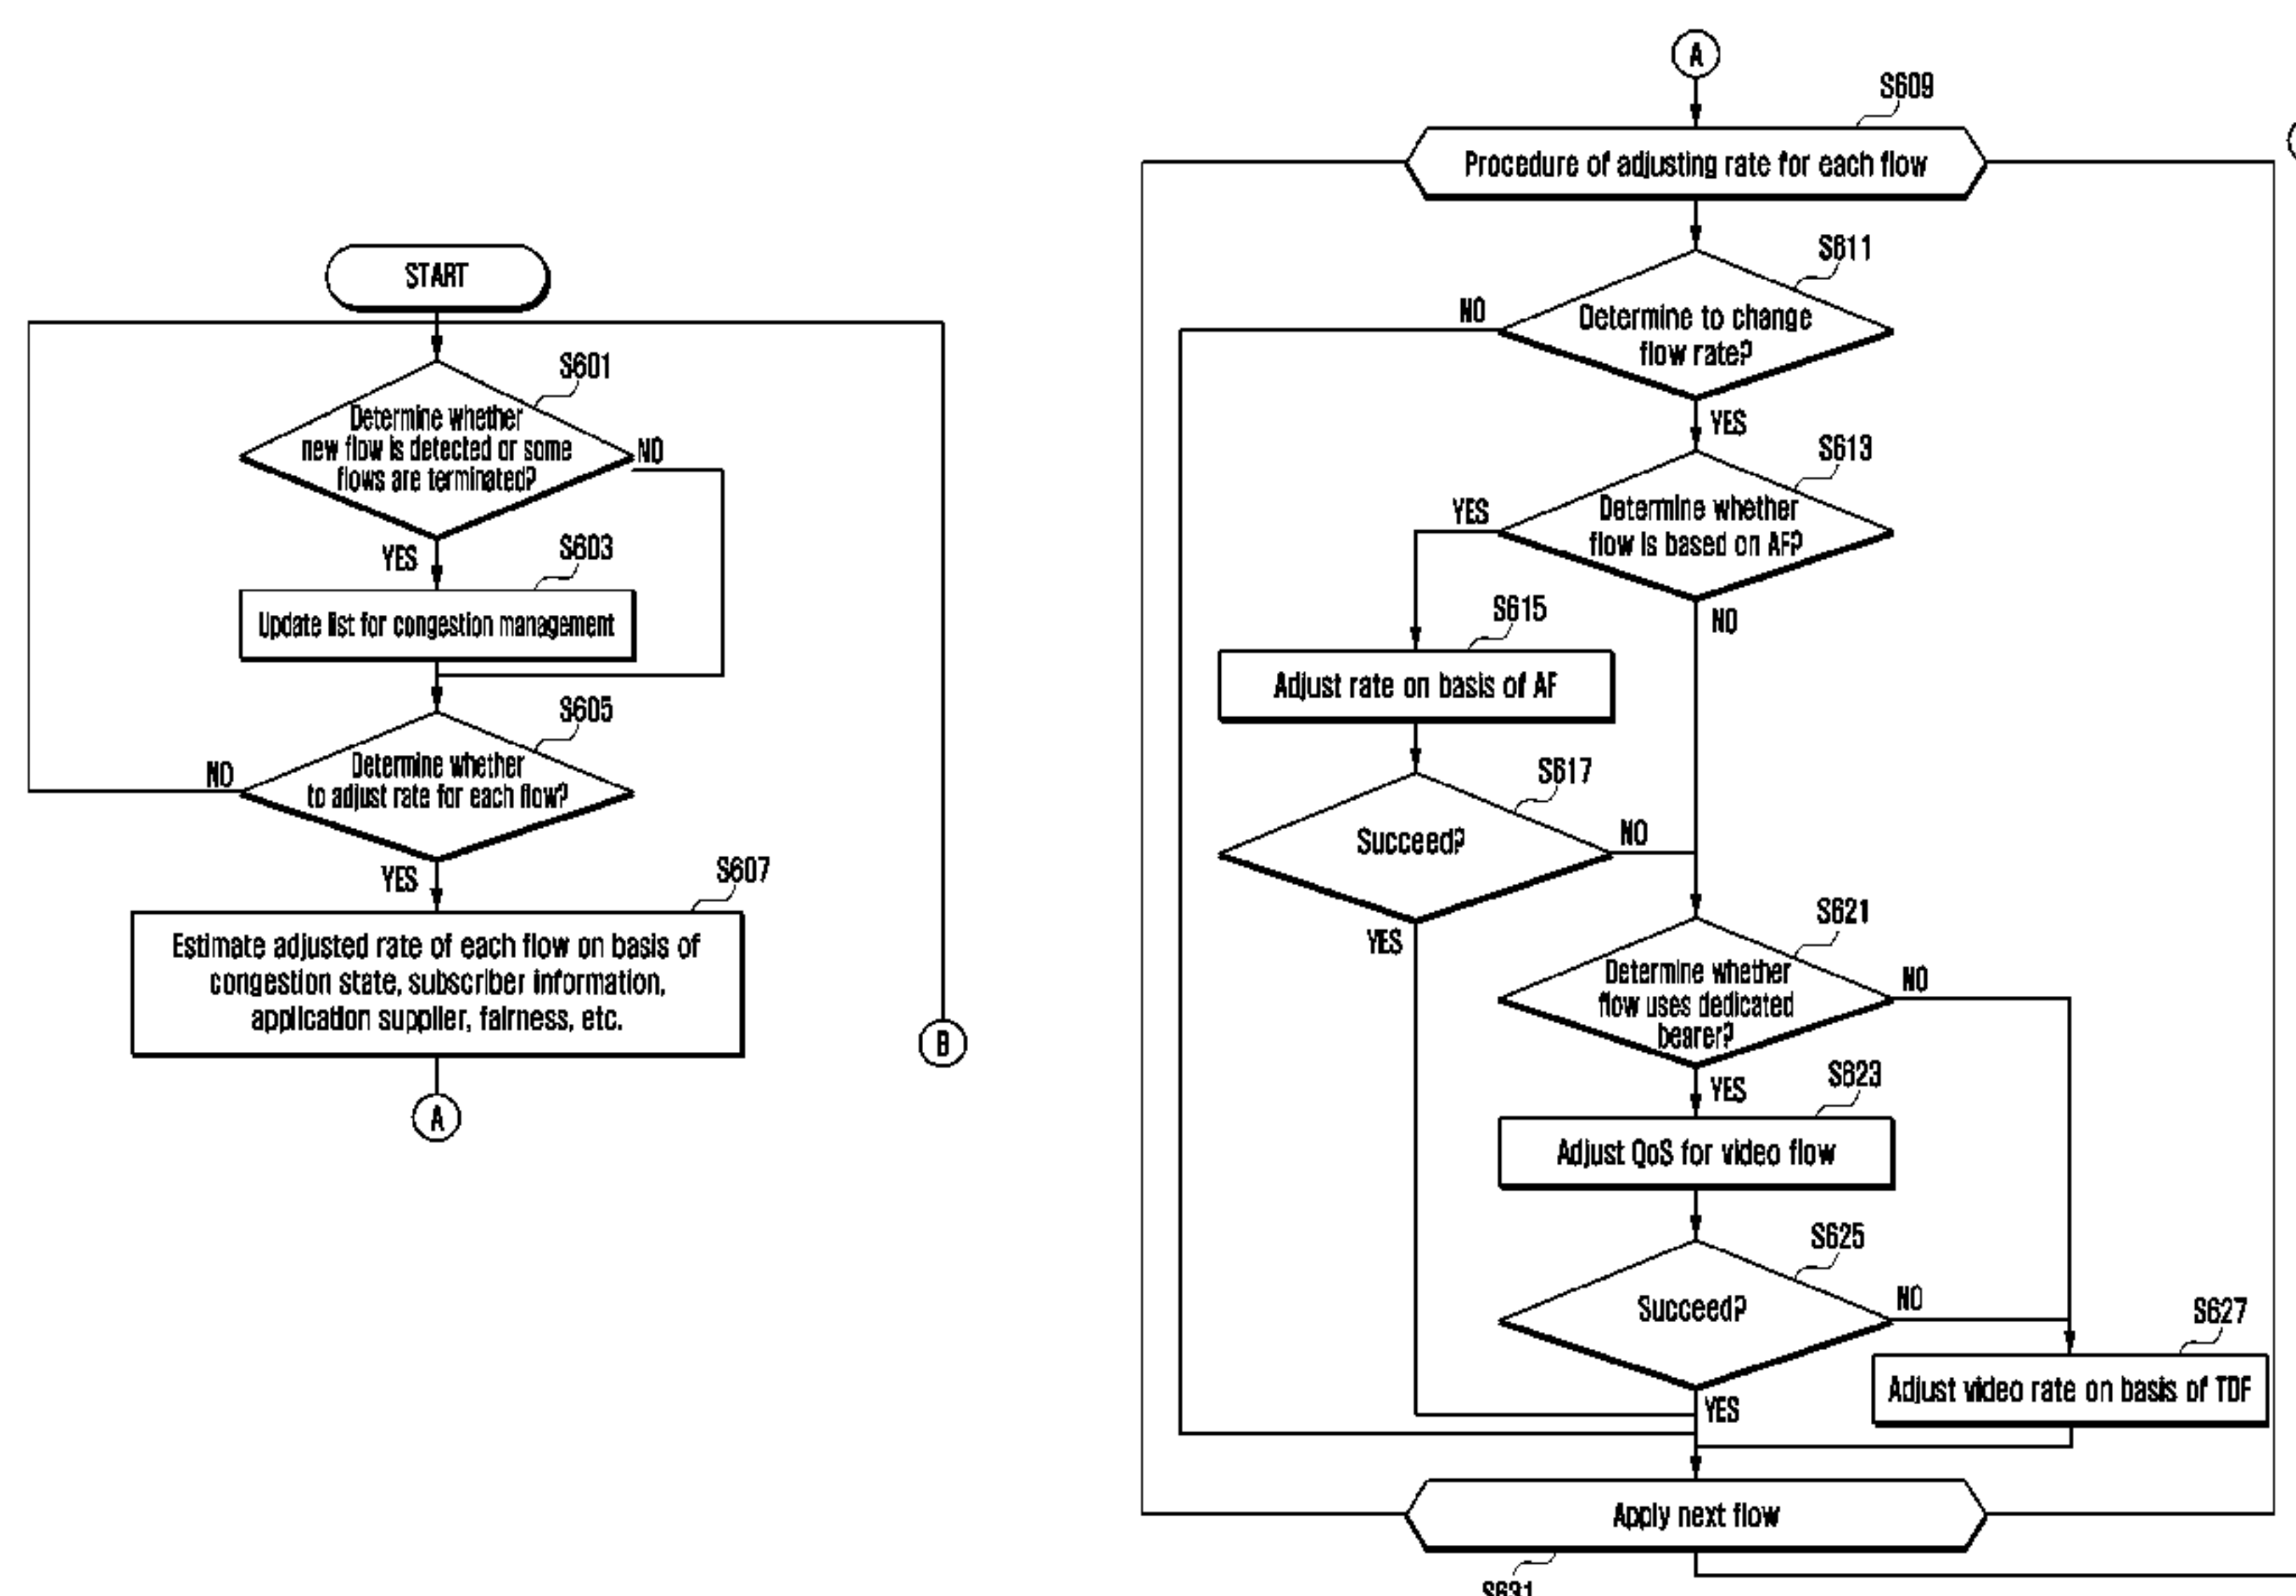 START
S601
Determine whether
new flow is detected or some
flows are terminated?
NO
YES
S603
Update list for congestion management
S605
Determine whether
to adjust rate for each flow?
NO
YES
S607
Estimate adjusted rate of each flow on basis of
congestion state, subscriber information,
application supplier, fairness, etc.
A
B
A
S609
Procedure of adjusting rate for each flow
S611
Determine to change
flow rate?
NO
YES
S613
Determine whether
flow is based on AF?
YES
NO
S615
Adjust rate on basis of AF
S617
Succeed?
NO
YES
S621
Determine whether
flow uses dedicated
bearer?
NO
YES
S623
Adjust QoS for video flow
S625
Succeed?
NO
YES
S627
Adjust video rate on basis of TDF
Apply next flow
S631